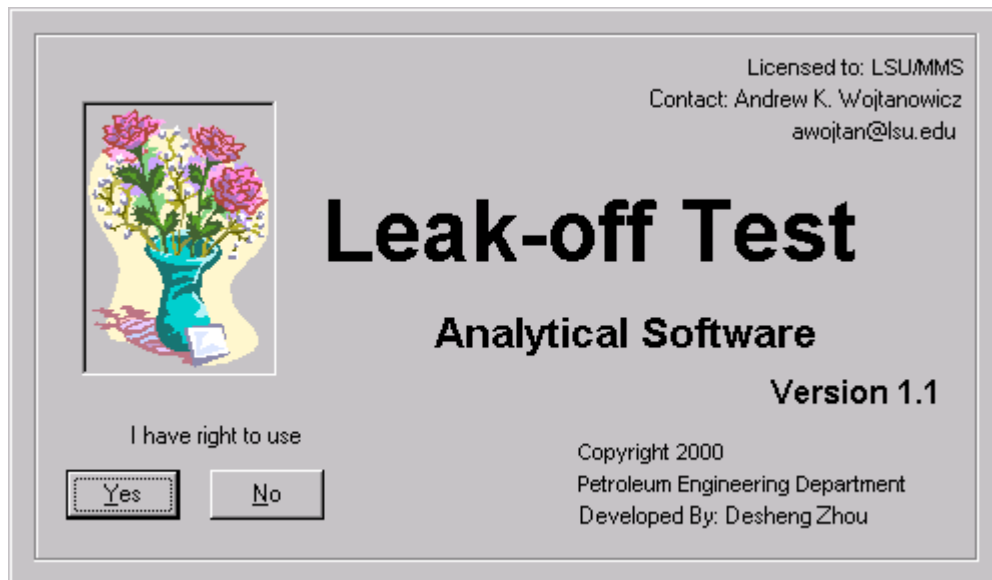 Licensed to: LSU/MMS
Contact: Andrew K. Wojtanowicz
awojtan@lsu.edu
Leak-off Test
Analytical Software
Version 1.1
I have right to use
Yes
No
Copyright 2000
Petroleum Engineering Department
Developed By: Desheng Zhou